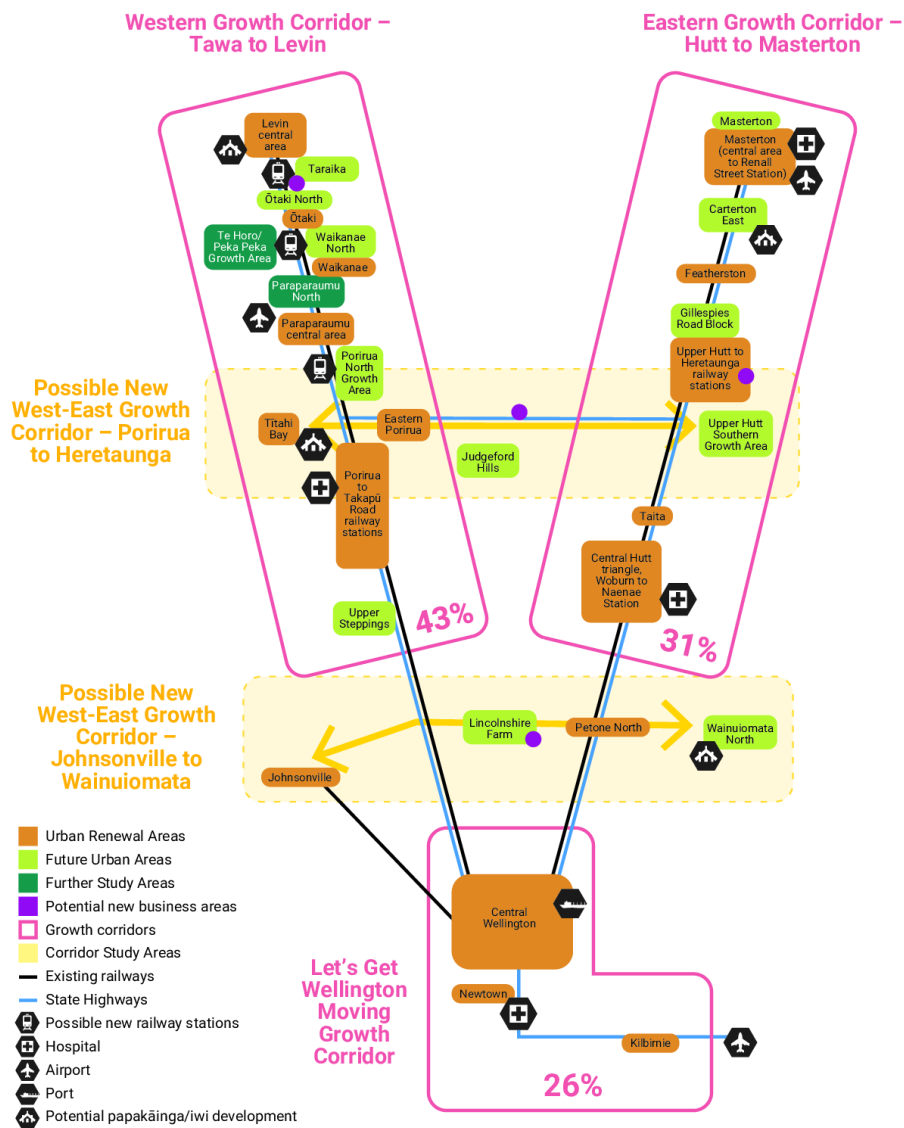 Western Growth Corridor –
Tawa to Levin
Eastern Growth Corridor –
Hutt to Masterton
Levin
central
area
Taraika
Ōtaki North
Ōtaki
Te Horo/
Peka Peka
Growth Area
Waikanae
North
Waikanae
Paraparaumu
North
Paraparaumu
central area
Porirua
North
Growth
Area
Masterton
Masterton
(central area
to Renall
Street Station)
Carterton
East
Featherston
Gillespies
Road Block
Upper Hutt to
Heretaunga
railway
stations
Possible New
West-East Growth
Corridor – Porirua
to Heretaunga
Titahi
Bay
Eastern
Porirua
Judgeford
Hills
Upper Hutt
Southern
Growth Area
Porirua
to
Takapū
Road
railway
stations
Taita
Central Hutt
triangle,
Woburn to
Naenae
Station
Upper
Steppings
43%
31%
Possible New
West-East Growth
Corridor –
Johnsonville to
Wainuiomata
Lincolnshire
Farm
Petone North
Wainuiomata
North
Johnsonville
Urban Renewal Areas
Future Urban Areas
Further Study Areas
Potential new business areas
Growth corridors
Corridor Study Areas
Existing railways
State Highways
Possible new railway stations
Hospital
Airport
Port
Potential papakāinga/iwi development
Central
Wellington
Let's Get
Wellington
Moving
Growth
Corridor
Newtown
Kilbirnie
26%